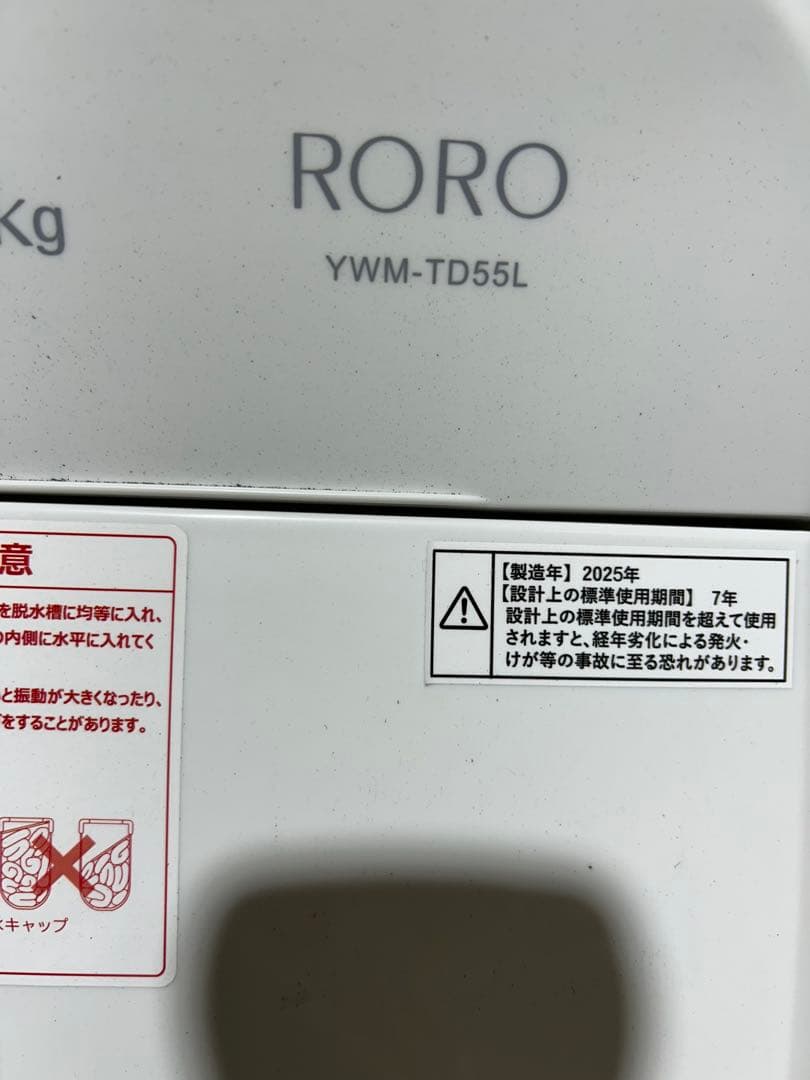 RORO
Kg
YWM-TD55L
意
を脱水槽に均等に入れ、
の内側に水平に入れてく
と振動が大きくなったり、
をすることがあります。
キャップ
【製造年】 2025年
【設計上の標準使用期間】 7年
設計上の標準使用期間を超えて使用
されますと、経年劣化による発火・
けが等の事故に至る恐れがあります。